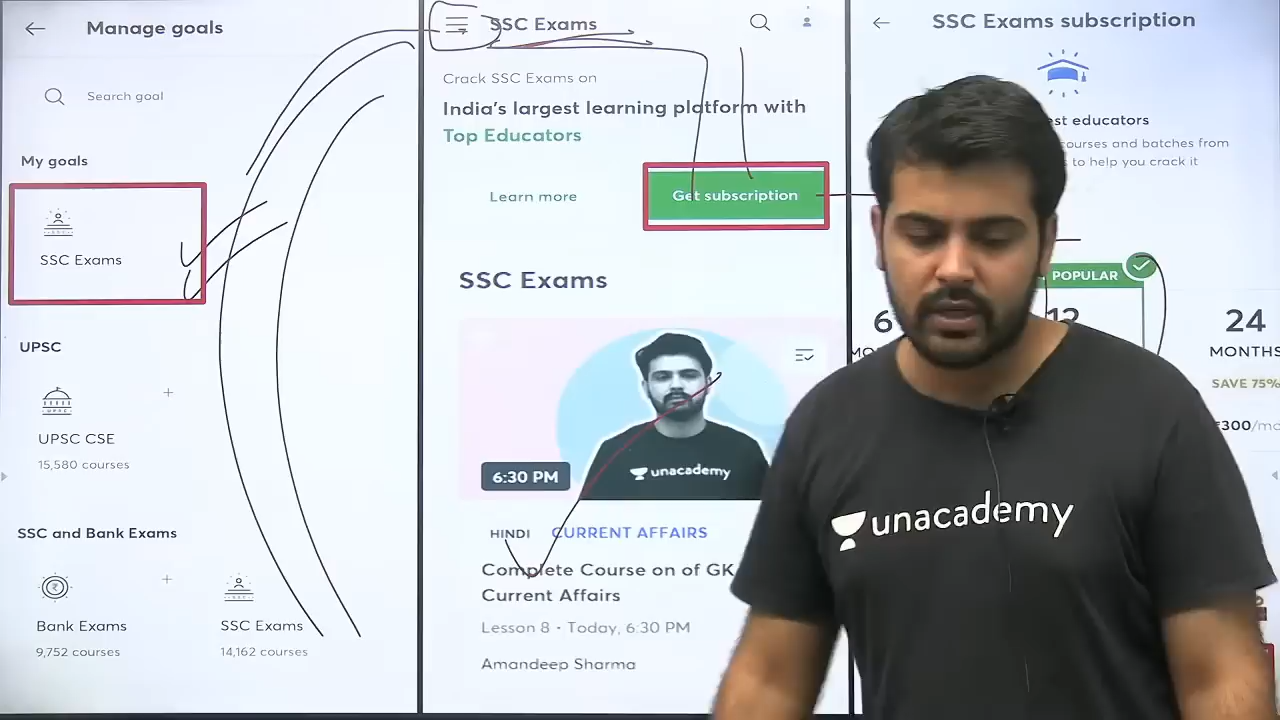 Manage goals
Search goal
My goals
SSC Exams
UPSC
UPSC CSE
15,580 courses
SSC and Bank Exams
Bank Exams
9,752 courses
SSC Exams
14,162 courses
SSC Exams
Crack SSC Exams on
India's largest learning platform with
Top Educators
Learn more
Get subscription
SSC Exams
unacademy
6:30 PM
HINDI
CURRENT AFFAIRS
Complete Course on of GK
Current Affairs
Lesson 8 • Today, 6:30 PM
Amandeep Sharma
SSC Exams subscription
educators
courses and batches from
to help you crack it
POPULAR
6
12
24
MONTHS
SAVE 75%
unacademy